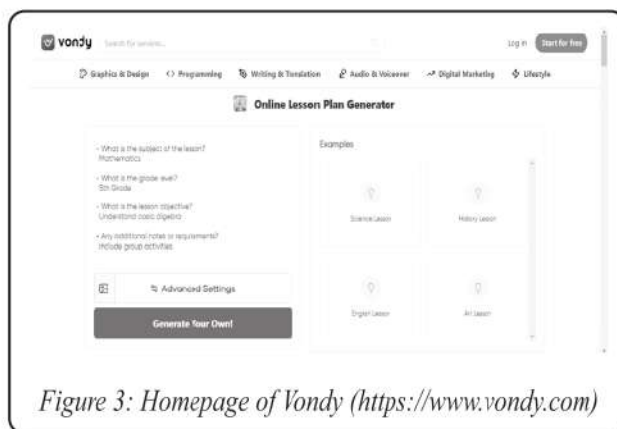 vondy Search for services... Log in Start for free
Graphics & Design Programming Writing & Translation Audio & Voiceover Digital Marketing Lifestyle
Online Lesson Plan Generator
- What is the subject of the lesson?
Mathematics
- What is the grade level?
5th Grade
- What is the lesson objective?
Understand basic algebra
- Any additional notes or requirements?
Include group activities
Advanced Settings
Generate Your Own!
Examples
Science Lesson History Lesson
English Lesson Art Lesson
Figure 3: Homepage of Vondy (https://www.vondy.com)